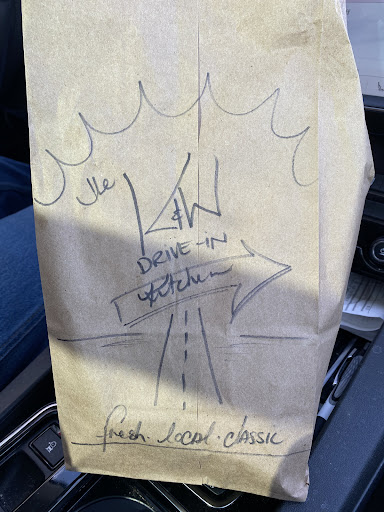 The
K&W
DRIVE-IN
Kitchen
fresh · local · classic